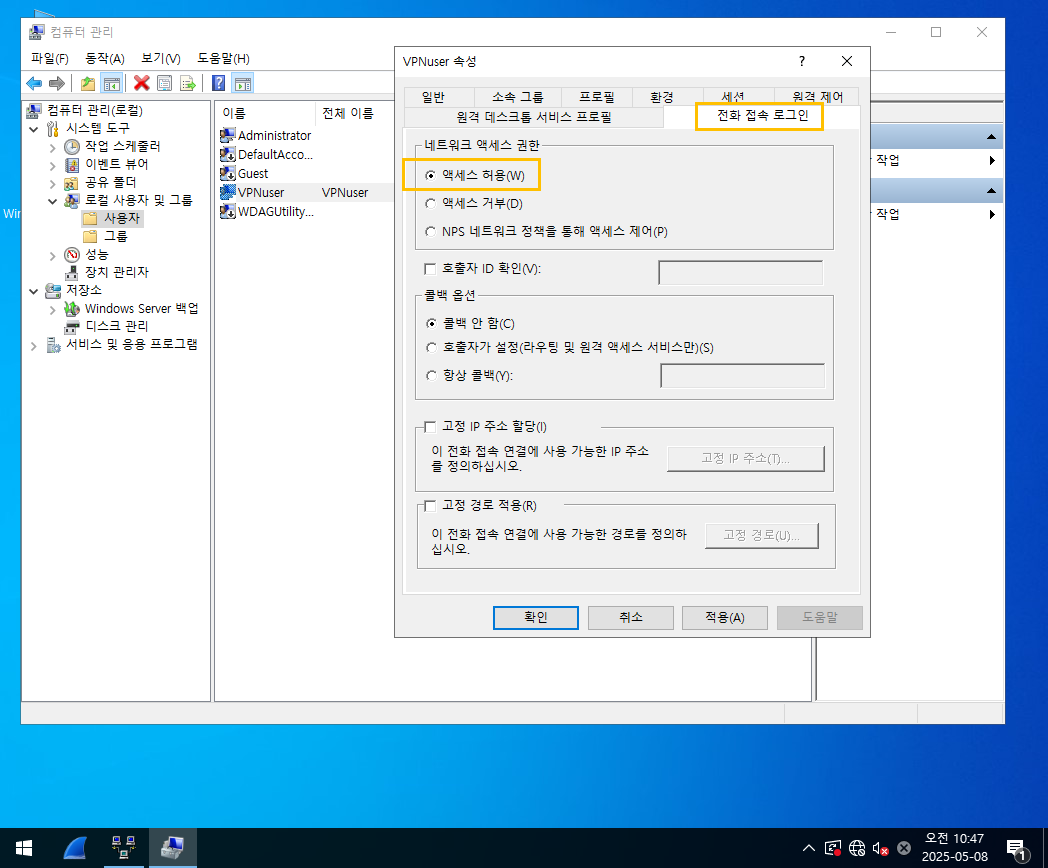 컴퓨터 관리
파일(F) 동작(A) 보기(V) 도움말(H)
컴퓨터 관리(로컬)
시스템 도구
작업 스케줄러
이벤트 뷰어
공유 폴더
로컬 사용자 및 그룹
사용자
그룹
성능
장치 관리자
저장소
Windows Server 백업
디스크 관리
서비스 및 응용 프로그램
이름 전체 이름
Administrator
DefaultAcco...
Guest
VPNuser VPNuser
WDAGUtility...
VPNuser 속성
?
일반 소속 그룹 프로필 환경 세션 원격 제어
원격 데스크톱 서비스 프로필 전화 접속 로그인
네트워크 액세스 권한
액세스 허용(W)
액세스 거부(D)
NPS 네트워크 정책을 통해 액세스 제어(P)
호출자 ID 확인(V):
콜백 옵션
콜백 안 함(C)
호출자가 설정(라우팅 및 원격 액세스 서비스만)(S)
항상 콜백(Y):
고정 IP 주소 할당(I)
이 전화 접속 연결에 사용 가능한 IP 주소
를 정의하십시오.
고정 IP 주소(T)...
고정 경로 적용(R)
이 전화 접속 연결에 사용 가능한 경로를 정의하
십시오.
고정 경로(U)...
확인 취소 적용(A) 도움말
작업
작업
Win
오전 10:47
2025-05-08
1